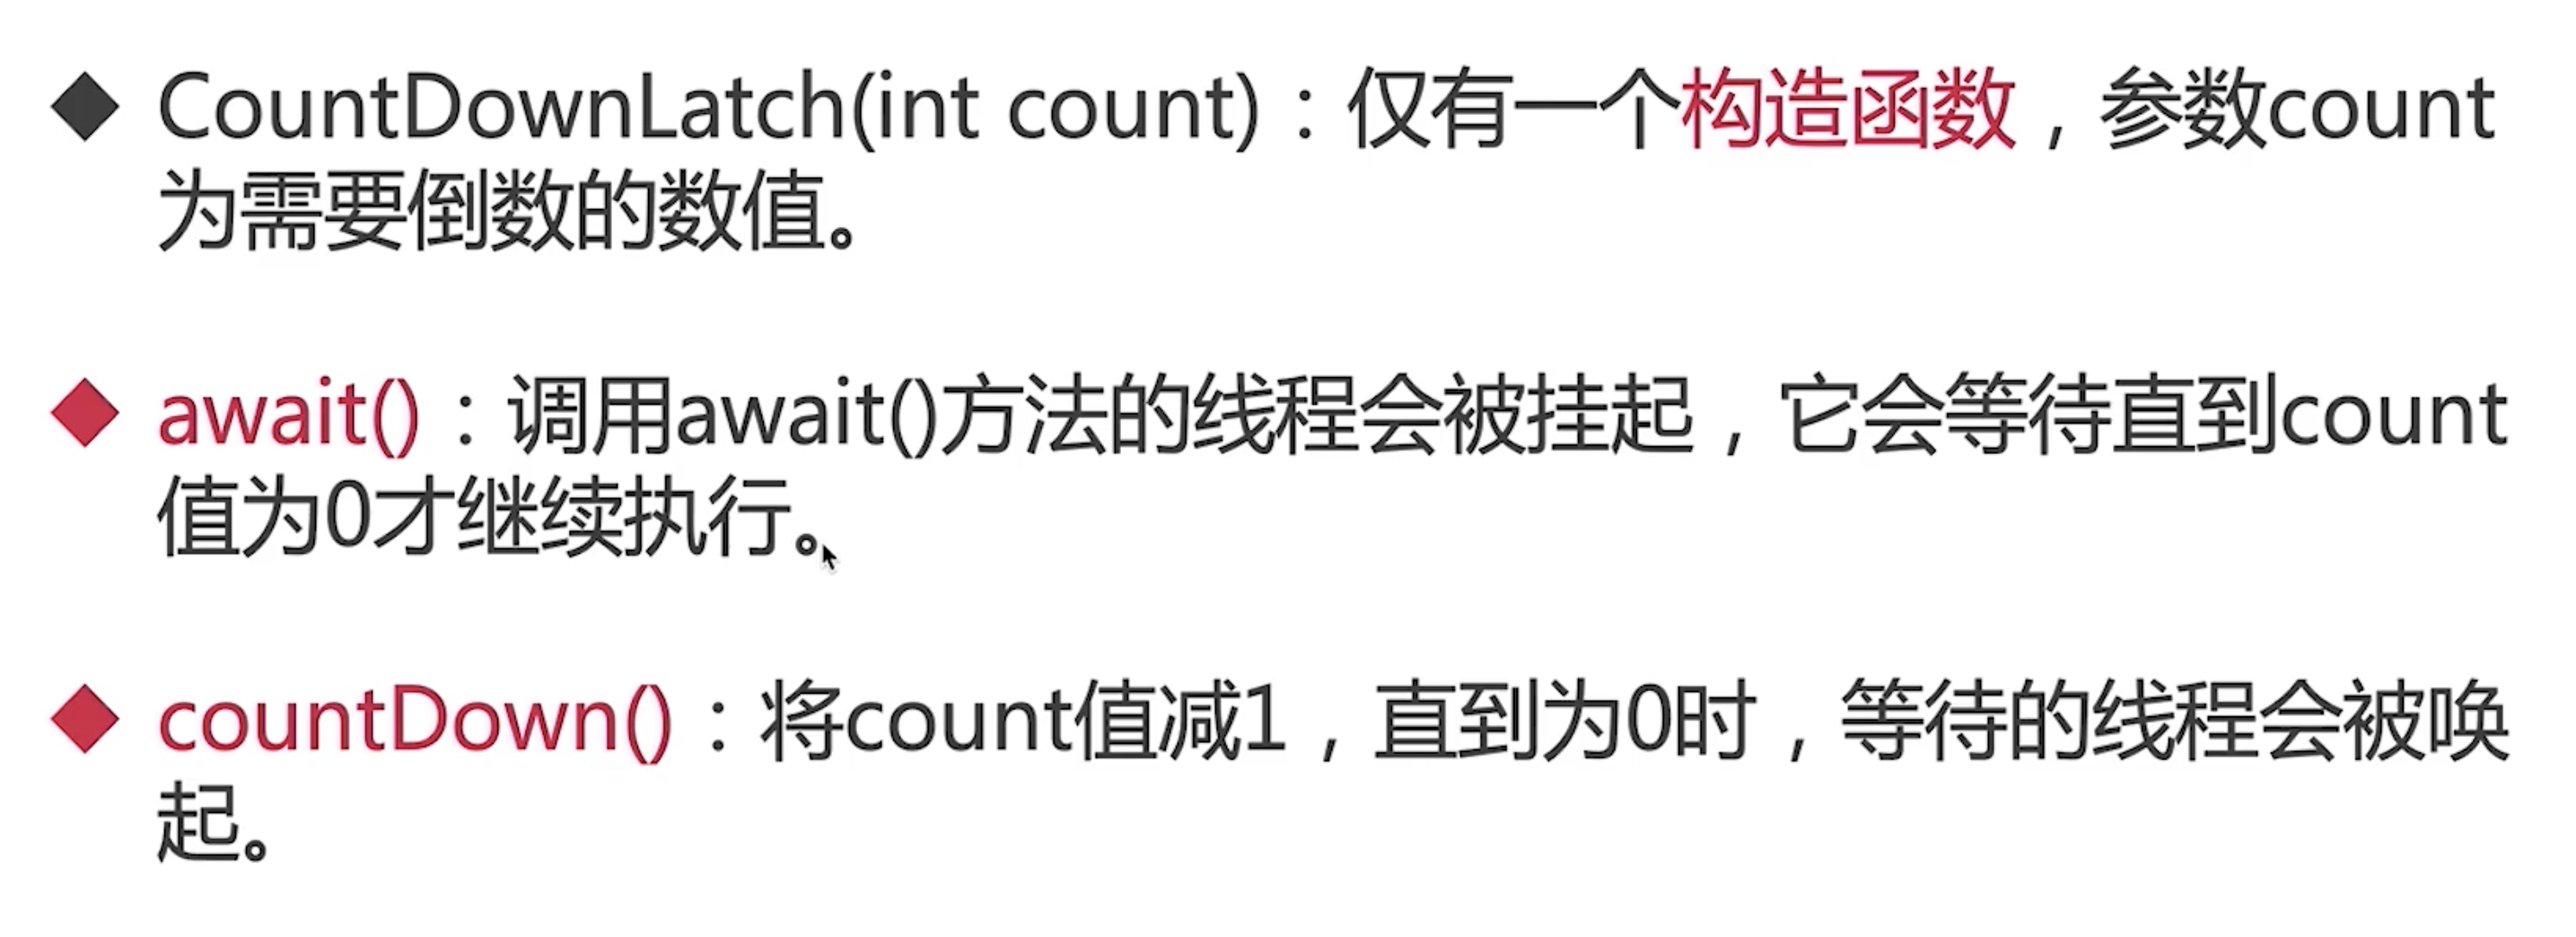 CountDownLatch(int count)：仅有一个构造函数，参数count
为需要倒数的数值。
await()：调用await()方法的线程会被挂起，它会等待直到count
值为0才继续执行。
countDown()：将count值减1，直到为0时，等待的线程会被唤
起。